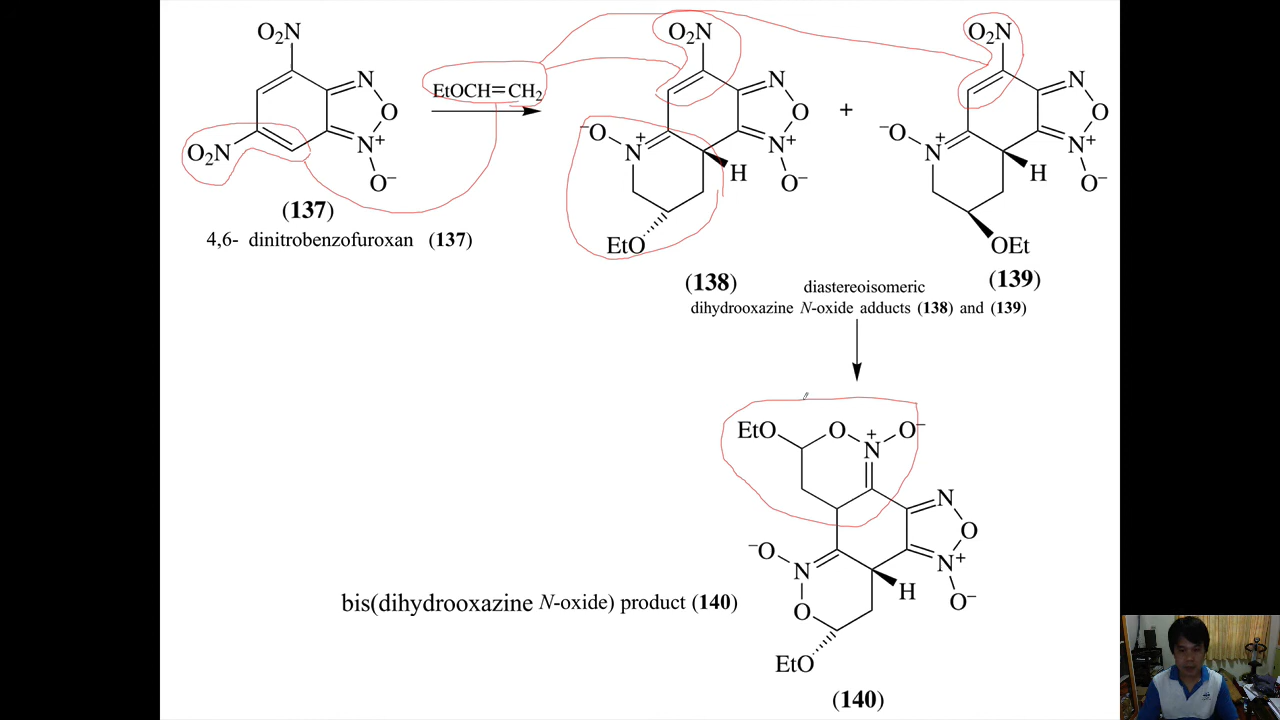 O₂N
N
O
N⁺
O⁻
O₂N
(137)
4,6- dinitrobenzofuroxan (137)
EtOCH=CH₂
O₂N
N
O
N⁺
O⁻
⁻O
N⁺
H
EtO
(138)
+
O₂N
N
O
N⁺
O⁻
⁻O
N⁺
H
OEt
(139)
diastereoisomeric
dihydrooxazine N-oxide adducts (138) and (139)
EtO
O
N⁺
O⁻
N
O
N⁺
O⁻
⁻O
N⁺
O
H
EtO
bis(dihydrooxazine N-oxide) product (140)
(140)